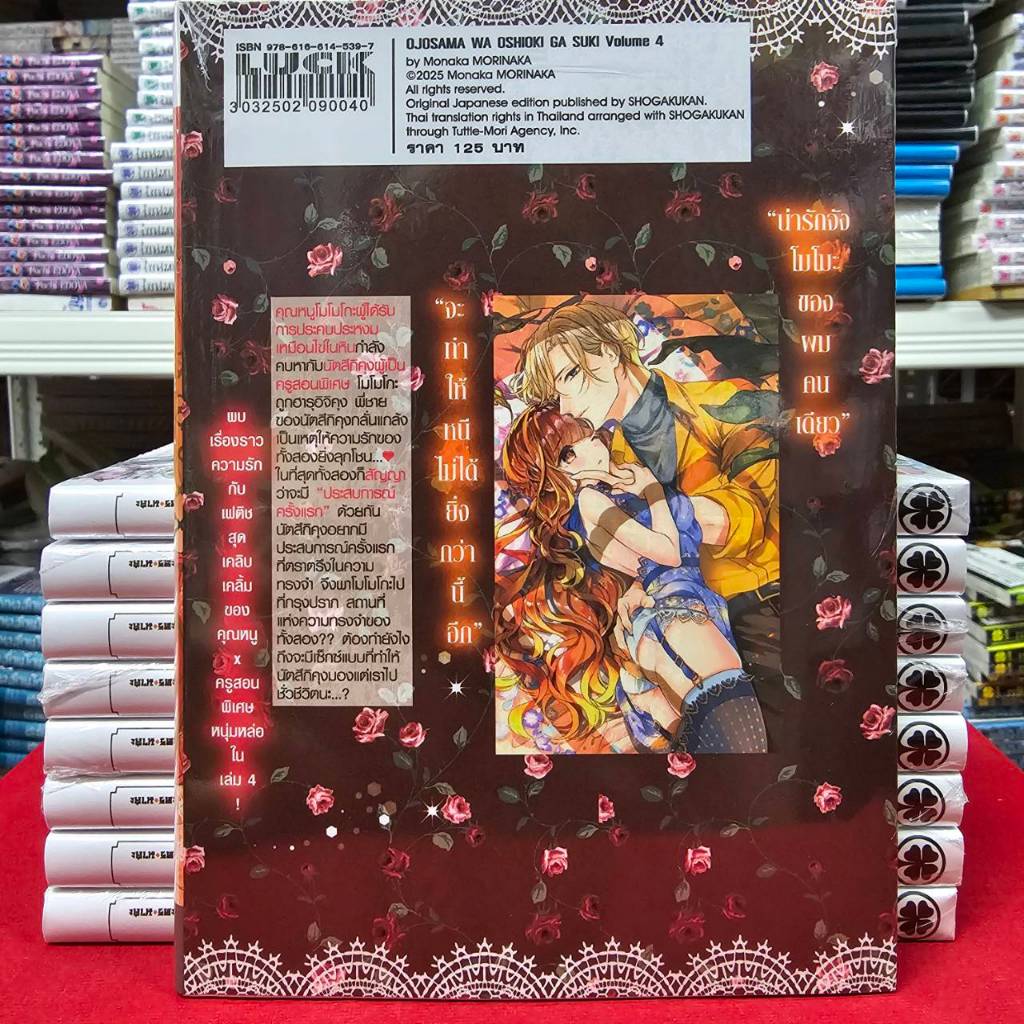 ISBN 978-616-614-539-7
LUCK
3032502 090040
OJOSAMA WA OSHIOKI GA SUKI Volume 4
by Monaka MORINAKA
©2025 Monaka MORINAKA
All rights reserved.
Original Japanese edition published by SHOGAKUKAN.
Thai translation rights in Thailand arranged with SHOGAKUKAN
through Tuttle-Mori Agency, Inc.
ราคา 125 บาท
“น่ารักจัง
โมโมะ
ของ
ผม
คน
เดียว”
“จะ
ทำ
ให้
หนี
ไม่ได้
ยิ่ง
กว่า
นี้
อีก”
คุณหนูโมโมโกะผู้ได้รับ
การประคบประหงม
เหมือนไข่ในหินกำลัง
คบหากับนัตสึกิคุงผู้เป็น
ครูสอนพิเศษ โมโมโกะ
ถูกฮารุอิจิคุง พี่ชาย
ของนัตสึกิคุงกลั่นแกล้ง
เป็นเหตุให้ความรักของ
ทั้งสองยิ่งลุกโชน...❤
ในที่สุดทั้งสองก็สัญญา
ว่าจะมี “ประสบการณ์
ครั้งแรก” ด้วยกัน
นัตสึกิคุงอยากมี
ประสบการณ์ครั้งแรก
ที่ตราตรึงในความ
ทรงจำ จึงพาโมโมโกะไป
ที่กรุงปราก สถานที่
แห่งความทรงจำของ
ทั้งสอง?? ต้องทำยังไง
ถึงจะมีเซ็กซ์แบบที่ทำให้
นัตสึกิคุงมองแต่เราไป
ชั่วชีวิตนะ...?
พบ
เรื่องราว
ความรัก
กับ
เฟติช
สุด
เคลิบ
เคลิ้ม
ของ
คุณหนู
x
ครูสอน
พิเศษ
หนุ่มหล่อ
ใน
เล่ม 4
!